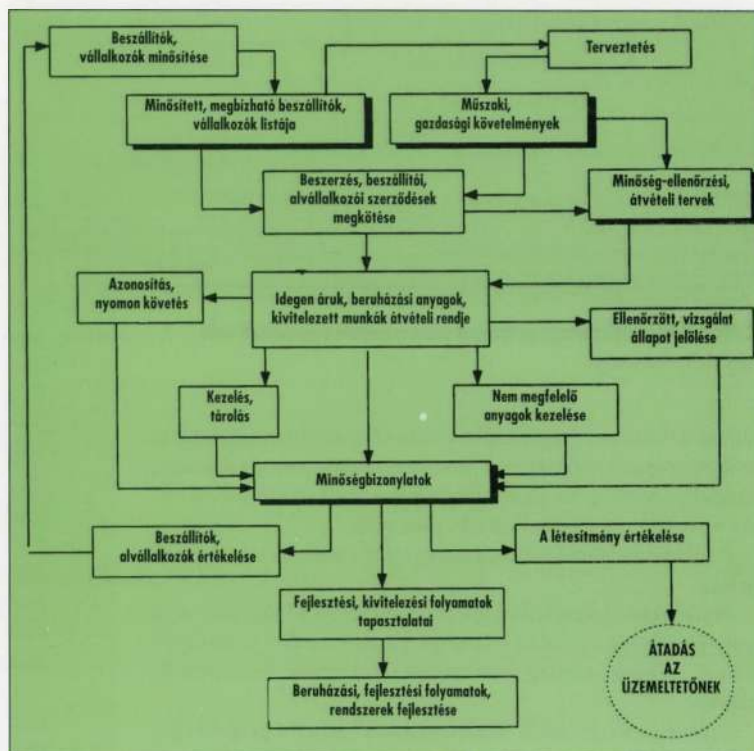 Beszállítók,
vállalkozók minősítése
Terveztetés
Minősített, megbízható beszállítók,
vállalkozók listája
Műszaki,
gazdasági követelmények
Beszerzés, beszállítói,
alvállalkozói szerződések
megkötése
Minőség-ellenőrzési,
átvételi tervek
Azonosítás,
nyomon követés
Idegen áruk, beruházási anyagok,
kivitelezett munkák átvételi rendje
Ellenőrzött, vizsgálat
állapot jelölése
Kezelés,
tárolás
Nem megfelelő
anyagok kezelése
Minőségbizonylatok
Beszállítók,
alvállalkozók értékelése
A létesítmény értékelése
Fejlesztési, kivitelezési folyamatok
tapasztalatai
ÁTADÁS
AZ
ÜZEMELTETŐNEK
Beruházási, fejlesztési folyamatok,
rendszerek fejlesztése